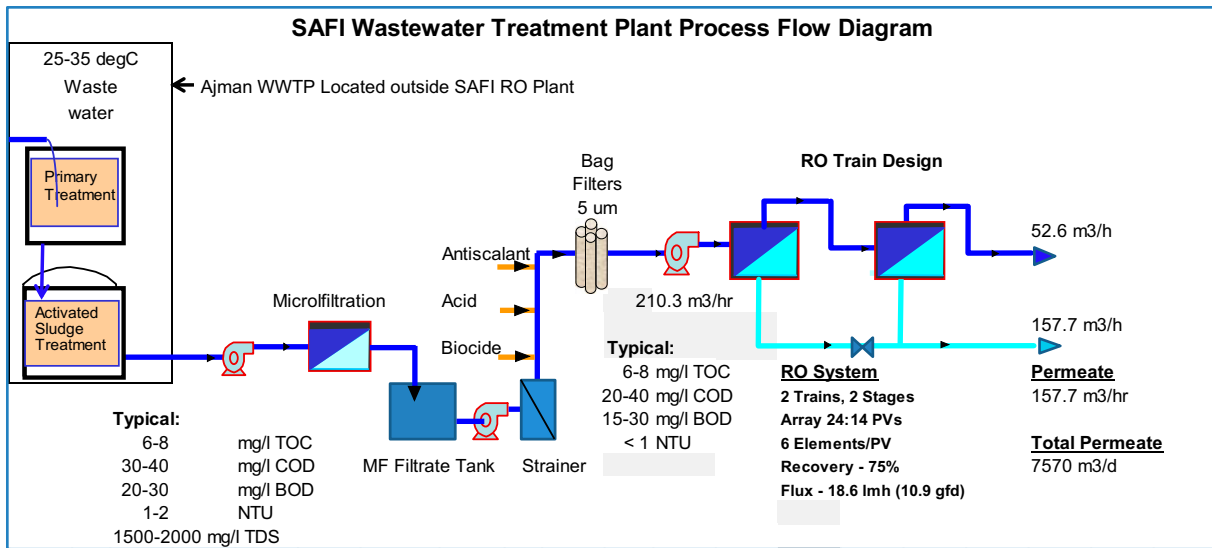 SAFI Wastewater Treatment Plant Process Flow Diagram
25-35 degC
Waste
water
Ajman WWTP Located outside SAFI RO Plant
Primary
Treatment
Activated
Sludge
Treatment
Microlfiltration
MF Filtrate Tank
Strainer
Antiscalant
Acid
Biocide
Bag
Filters
5 um
RO Train Design
52.6 m3/h
210.3 m3/hr
157.7 m3/h
Typical:
6-8 mg/l TOC
30-40 mg/l COD
20-30 mg/l BOD
1-2 NTU
1500-2000 mg/l TDS
Typical:
6-8 mg/l TOC
20-40 mg/l COD
15-30 mg/l BOD
< 1 NTU
RO System
2 Trains, 2 Stages
Array 24:14 PVs
6 Elements/PV
Recovery - 75%
Flux - 18.6 lmh (10.9 gfd)
Permeate
157.7 m3/hr
Total Permeate
7570 m3/d